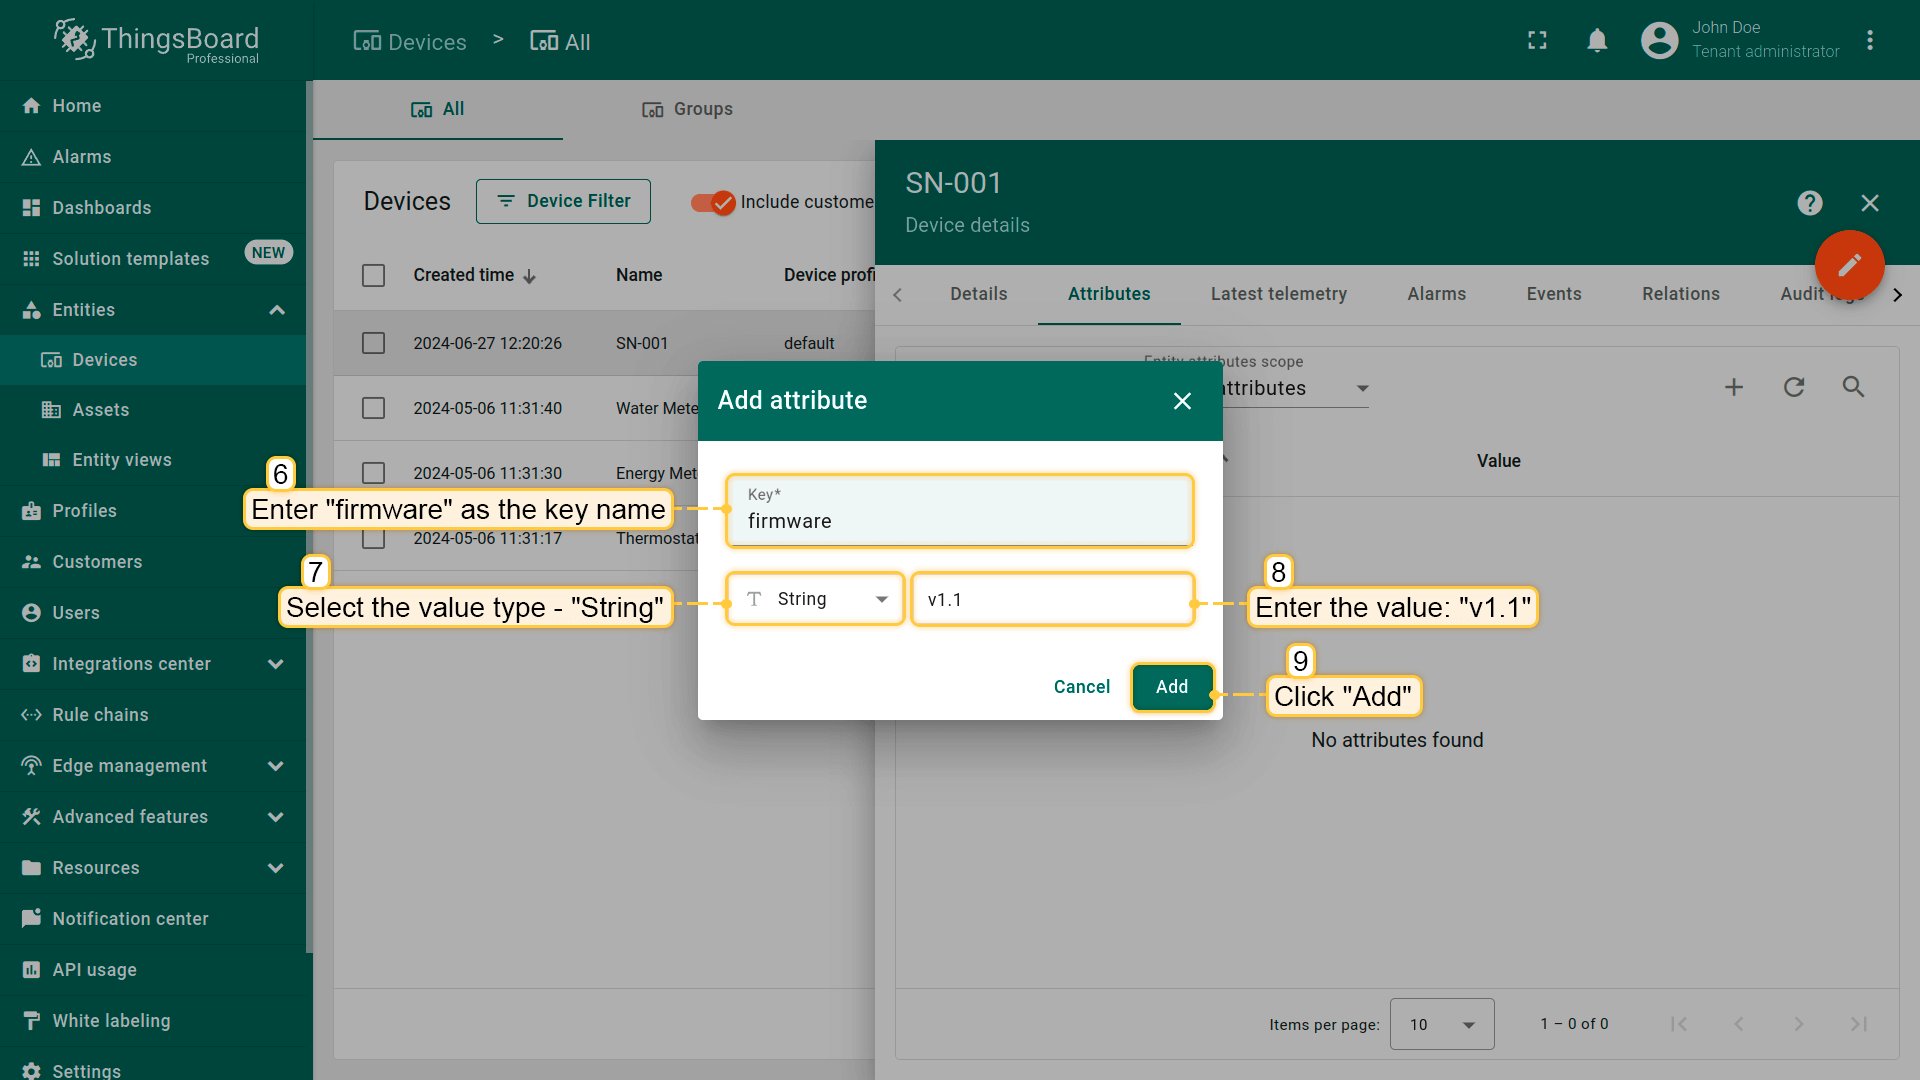 ThingsBoard
Professional
Devices > All
John Doe
Tenant administrator
Home
Alarms
Dashboards
Solution templates
NEW
Entities
Devices
Assets
Entity views
Profiles
Customers
Users
Integrations center
Rule chains
Edge management
Advanced features
Resources
Notification center
API usage
White labeling
Settings
All
Groups
Devices
Device Filter
Include custome
Created time
Name
Device profi
2024-06-27 12:20:26
SN-001
default
2024-05-06 11:31:40
Water Mete
2024-05-06 11:31:30
Energy Met
2024-05-06 11:31:17
Thermostat
SN-001
Device details
Details
Attributes
Latest telemetry
Alarms
Events
Relations
Audit logs
Entity attributes scope
ttributes
Value
No attributes found
Items per page:
10
1 – 0 of 0
Add attribute
Key*
firmware
String
v1.1
Cancel
Add
6
Enter "firmware" as the key name
7
Select the value type - "String"
8
Enter the value: "v1.1"
9
Click "Add"